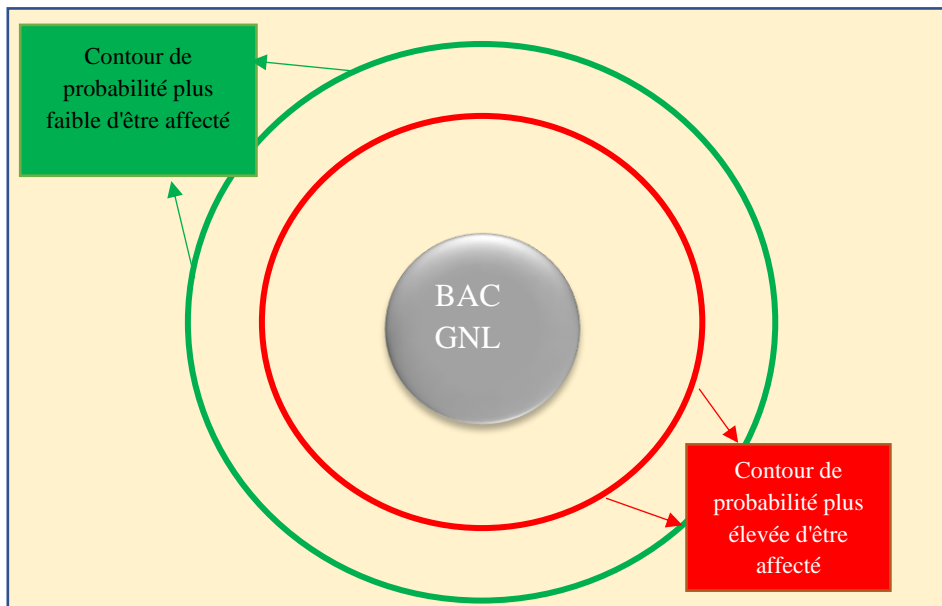 Contour de
probabilité plus
faible d'être affecté
BAC
GNL
Contour de
probabilité plus
élevée d'être
affecté